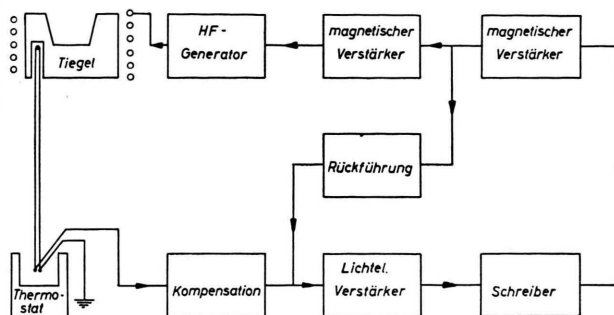 HF-
Generator
magnetischer
Verstärker
magnetischer
Verstärker
Tiegel
Rückführung
Thermo-
stat
Kompensation
Lichtel.
Verstärker
Schreiber